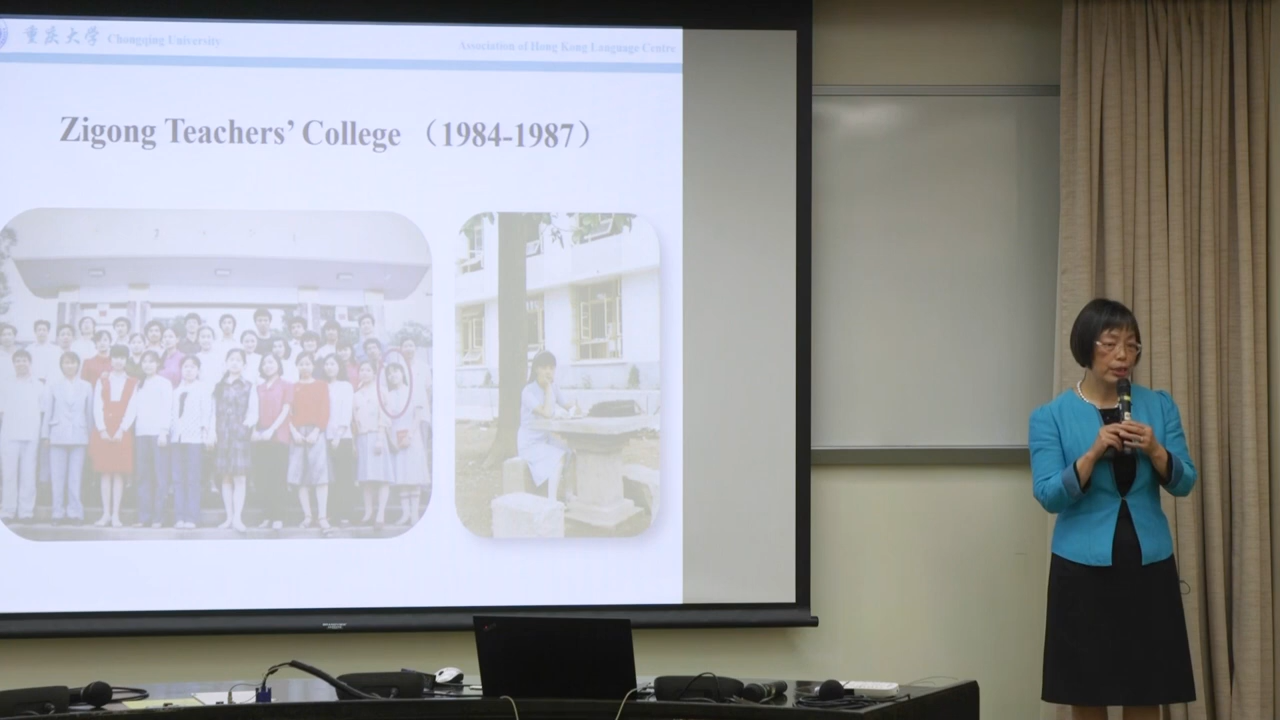 重庆大学 Chongqing University
Association of Hong Kong Language Centre
Zigong Teachers' College （1984-1987）